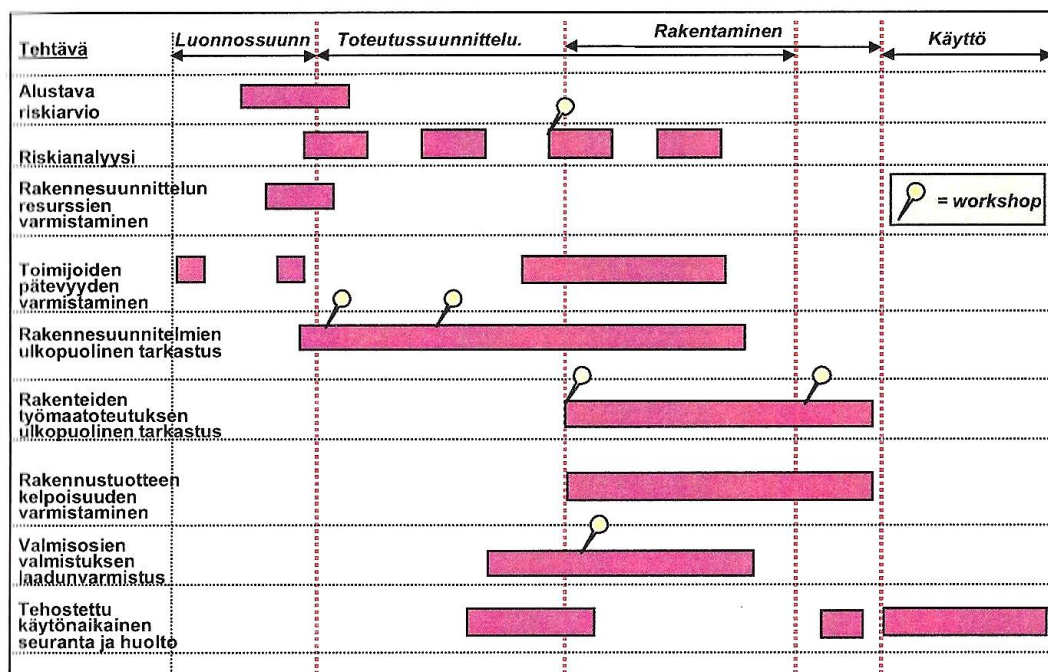 Tehtävä
Luonnossuunn
Toteutussuunnittelu.
Rakentaminen
Käyttö
Alustava
riskiarvio
Riskianalyysi
Rakennesuunnittelun
resurssien
varmistaminen
= workshop
Toimijoiden
pätevyyden
varmistaminen
Rakennesuunnitelmien
ulkopuolinen tarkastus
Rakenteiden
työmaatoteutuksen
ulkopuolinen tarkastus
Rakennustuotteen
kelpoisuuden
varmistaminen
Valmisosien
valmistuksen
laadunvarmistus
Tehostettu
käytönaikainen
seuranta ja huolto